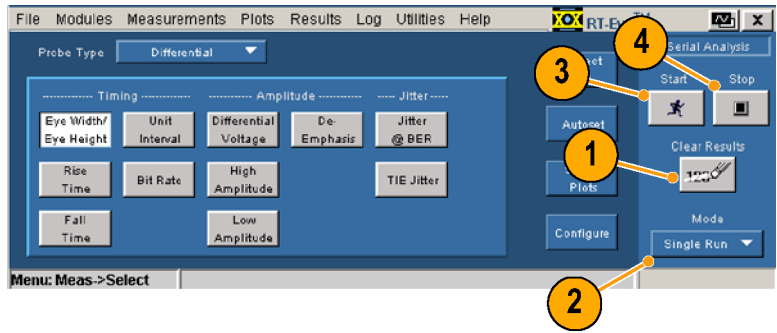 File Modules Measurements Plots Results Log Utilities Help
Probe Type Differential
Serial Analysis
Timing Amplitude Jitter
Eye Width/
Eye Height
Unit
Interval
Differential
Voltage
De-
Emphasis
Jitter
@ BER
Rise
Time
Bit Rate
High
Amplitude
TIE Jitter
Fall
Time
Low
Amplitude
Autoset
Plots
Configure
3
4
Start Stop
1
Clear Results
123
Mode
Single Run
2
Menu: Meas->Select